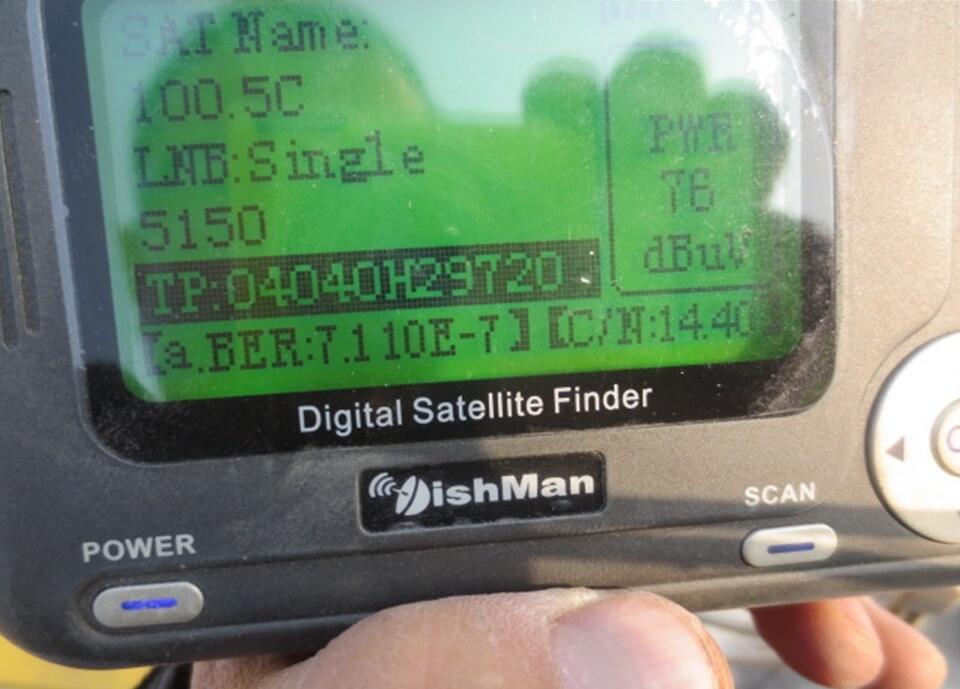 SAT Name:
100.5C
LNB:Single
5150
TP:04040H29720
[a.BER:7.110E-7] [C/N:14.40
PWR
76
dBuV
Digital Satellite Finder
DishMan
SCAN
POWER